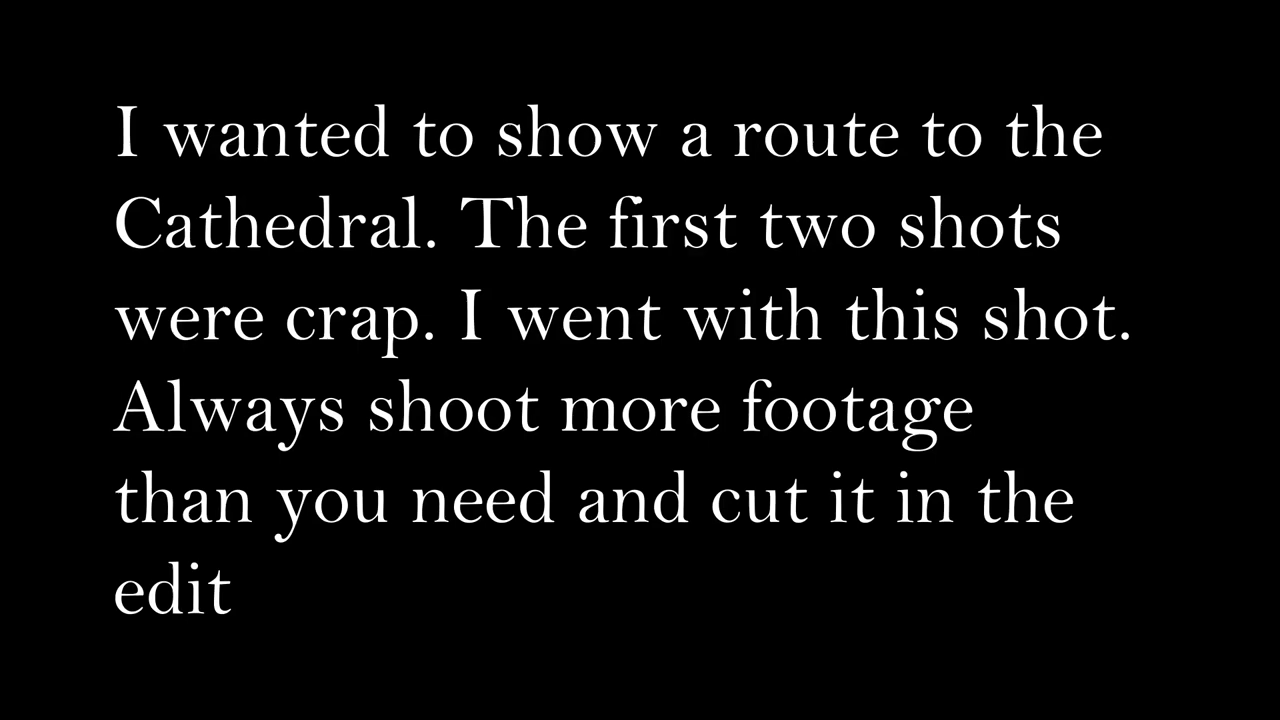 I wanted to show a route to the
Cathedral. The first two shots
were crap. I went with this shot.
Always shoot more footage
than you need and cut it in the
edit